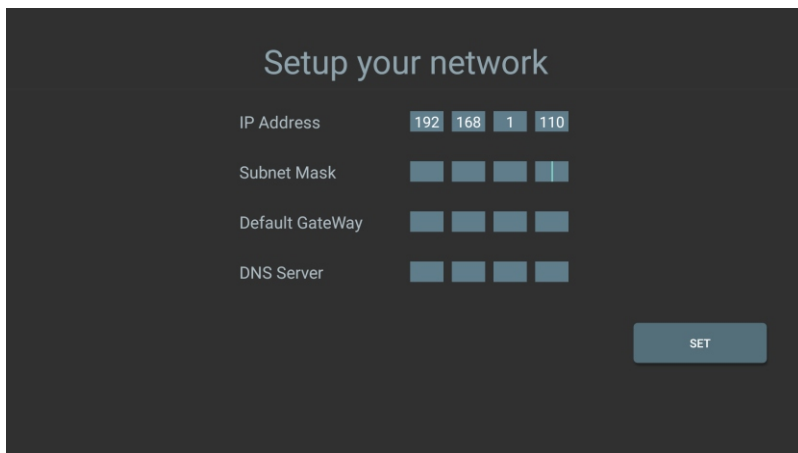 Setup your network
IP Address 192 168 1 110
Subnet Mask
Default GateWay
DNS Server
SET